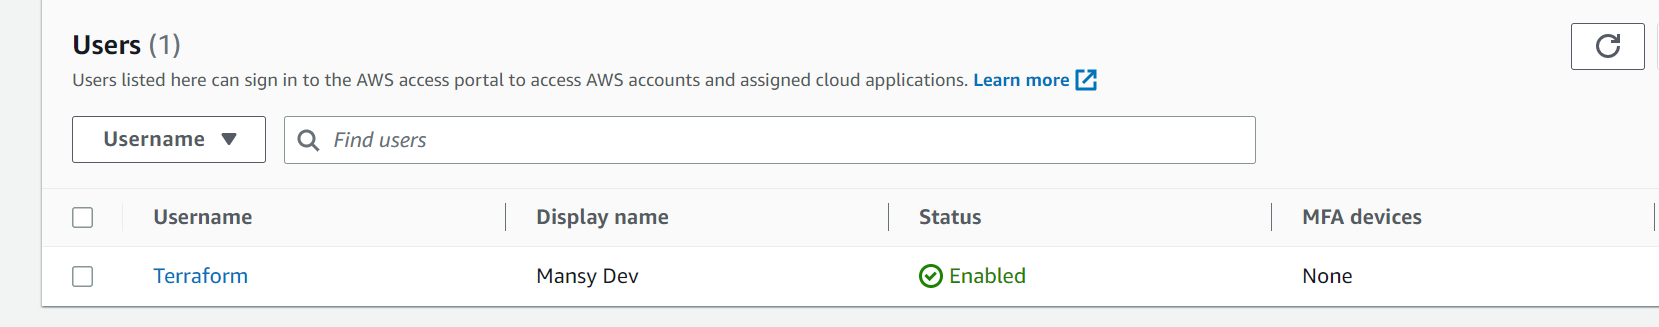 Users (1)
Users listed here can sign in to the AWS access portal to access AWS accounts and assigned cloud applications. Learn more
Username
Find users
Username Display name Status MFA devices
Terraform Mansy Dev Enabled None